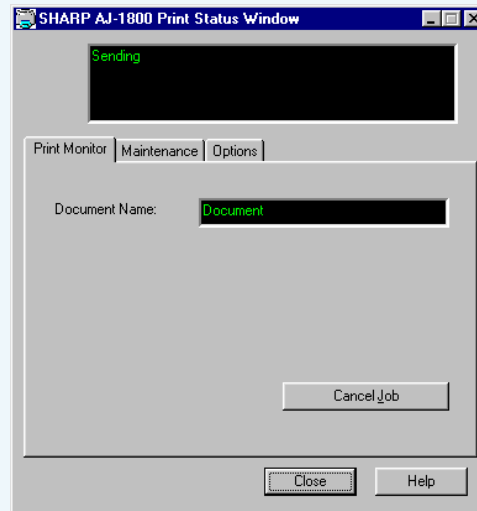 SHARP AJ-1800 Print Status Window
Sending
Print Monitor Maintenance Options
Document Name: Document
Cancel Job
Close Help